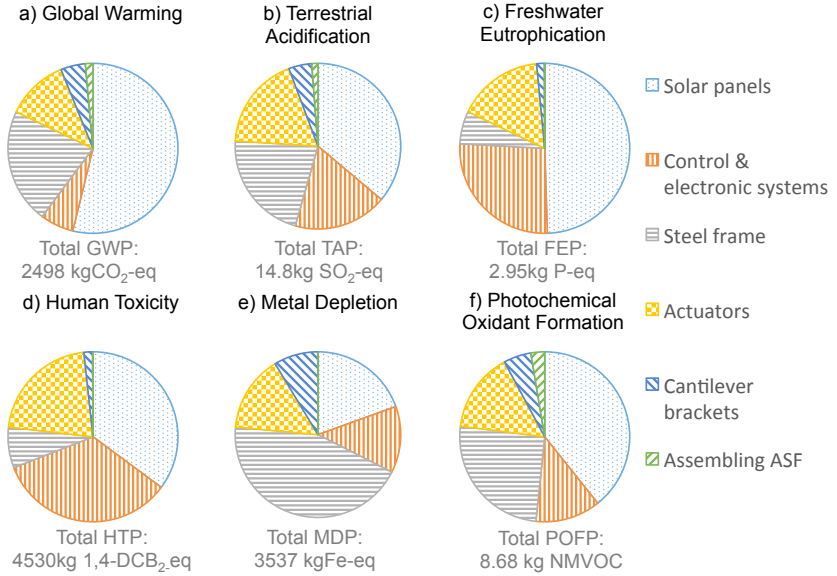 a) Global Warming
b) Terrestrial
Acidification
c) Freshwater
Eutrophication
Total GWP:
2498 kgCO₂-eq
Total TAP:
14.8kg SO₂-eq
Total FEP:
2.95kg P-eq
d) Human Toxicity
e) Metal Depletion
f) Photochemical
Oxidant Formation
Total HTP:
4530kg 1,4-DCB₂-eq
Total MDP:
3537 kgFe-eq
Total POFP:
8.68 kg NMVOC
Solar panels
Control &
electronic systems
Steel frame
Actuators
Cantilever
brackets
Assembling ASF